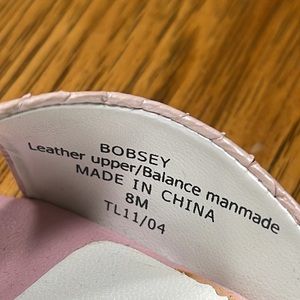 BOBSEY
Leather upper/Balance manmade
MADE IN CHINA
8M
TL11/04